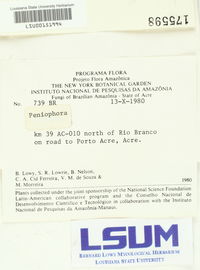 Louisiana State University Herbarium
LSU00151994
175598
PROGRAMA FLORA
Projeto Flora Amazônica
THE NEW YORK BOTANICAL GARDEN
INSTITUTO NACIONAL DE PESQUISAS DA AMAZÔNIA
Fungi of Brazilian Amazônia - State of Acre
No. 739 BR 13-X-1980
Peniophora
km 39 AC-010 north of Rio Branco
on road to Porto Acre, Acre.
B. Lowy, S. R. Lowrie, B. Nelson,
C. A. Cid Ferreira, V. M. de Souza &
M. Moreira 1980
Plants collected under the joint sponsorship of the National Science Foundation
Latin-American collaborative program and the Conselho Nacional de
Desenvolvimento Científico e Tecnológico in collaboration with the Instituto
Nacional de Pesquisas da Amazônia-Manaus.
LSUM
BERNARD LOWY MYCOLOGICAL HERBARIUM
LOUISIANA STATE UNIVERSITY